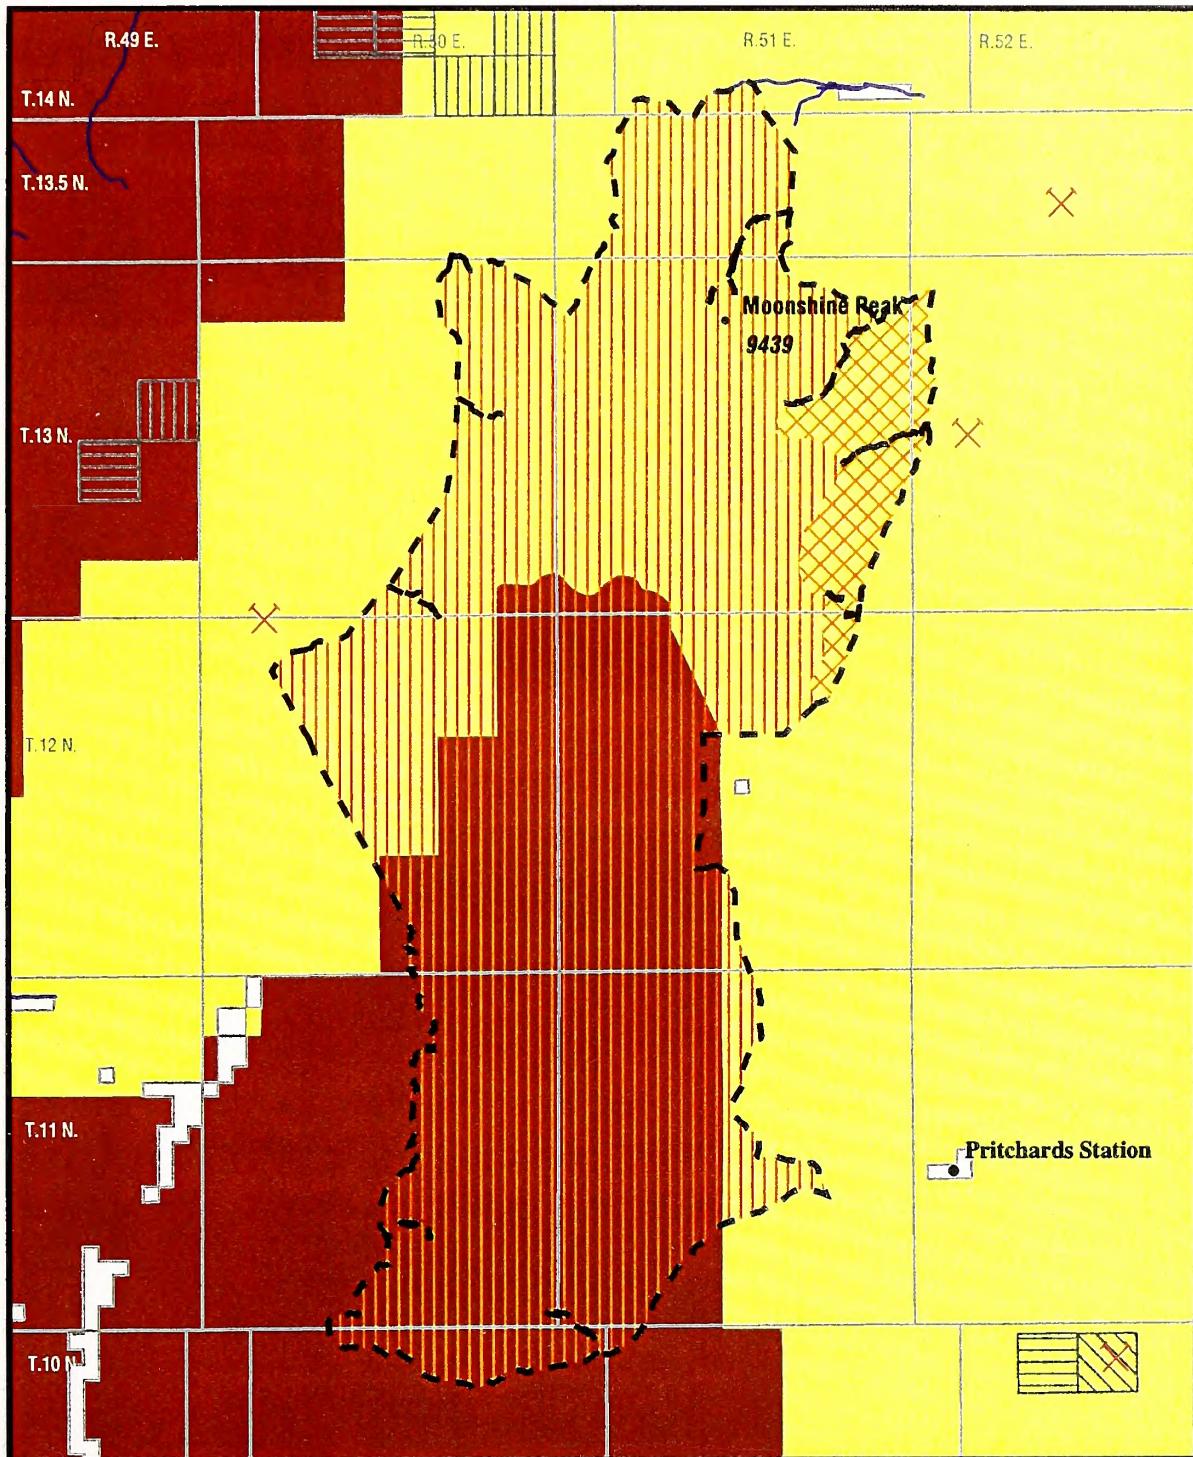 R.49 E.
R.50 E.
R.51 E.
R.52 E.
T.14 N.
T.13.5 N.
Moonshine Peak
9439
T.13 N.
T.12 N.
T.11 N.
Pritchards Station
T.10 N.